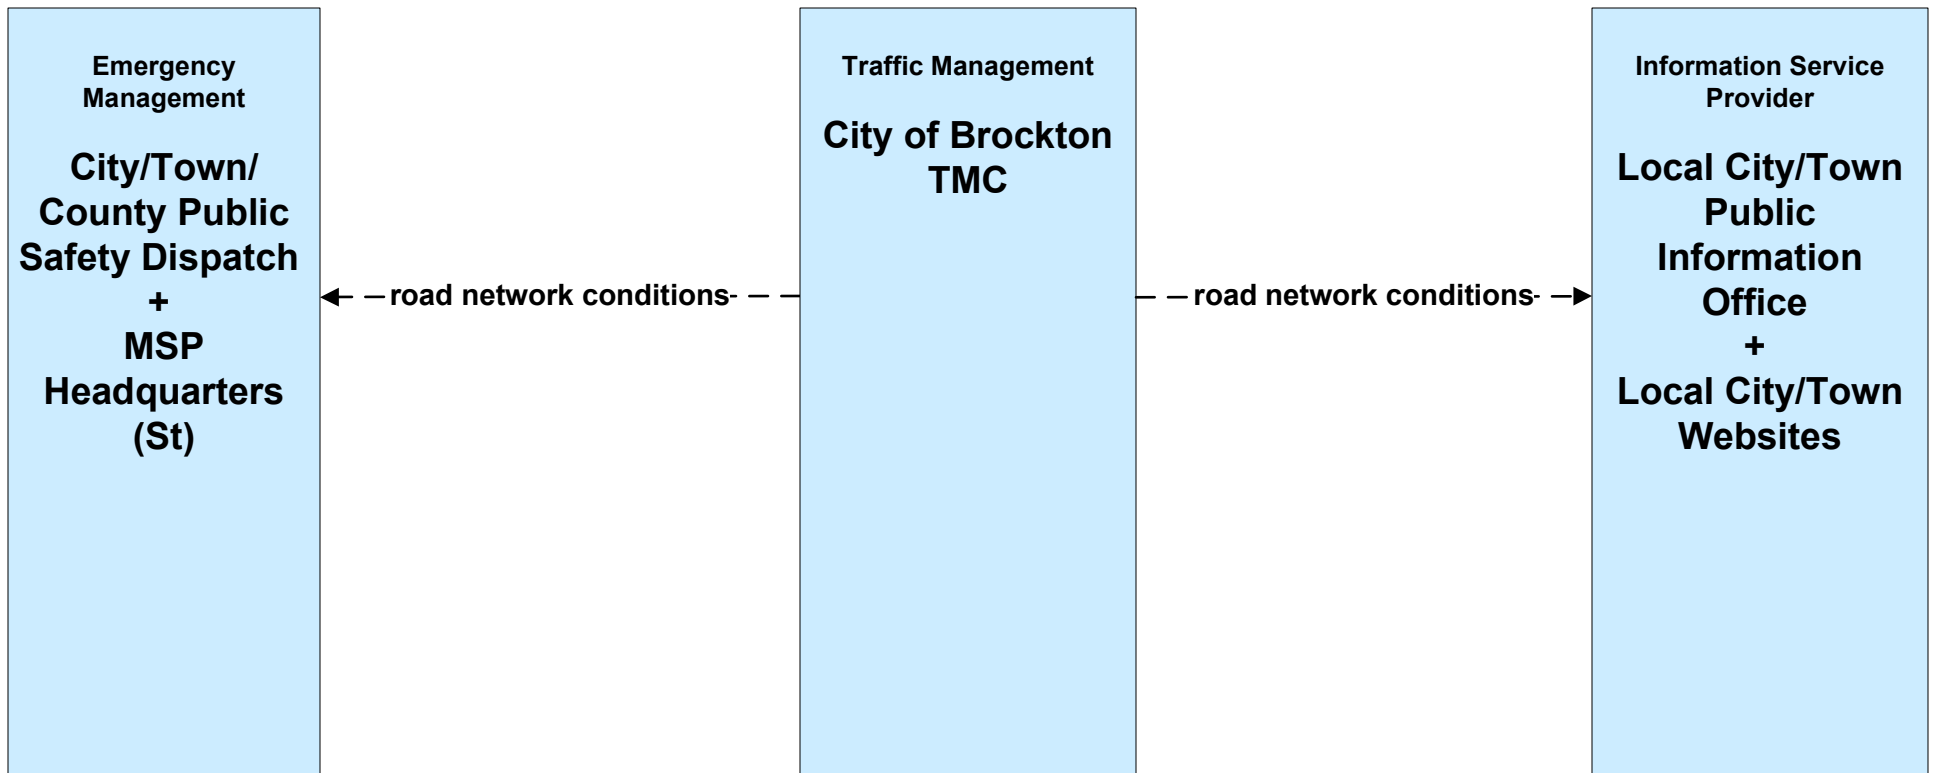 Emergency
Management
City/Town/
County Public
Safety Dispatch
+
MSP
Headquarters
(St)
road network conditions
Traffic Management
City of Brockton
TMC
road network conditions
Information Service
Provider
Local City/Town
Public
Information
Office
+
Local City/Town
Websites